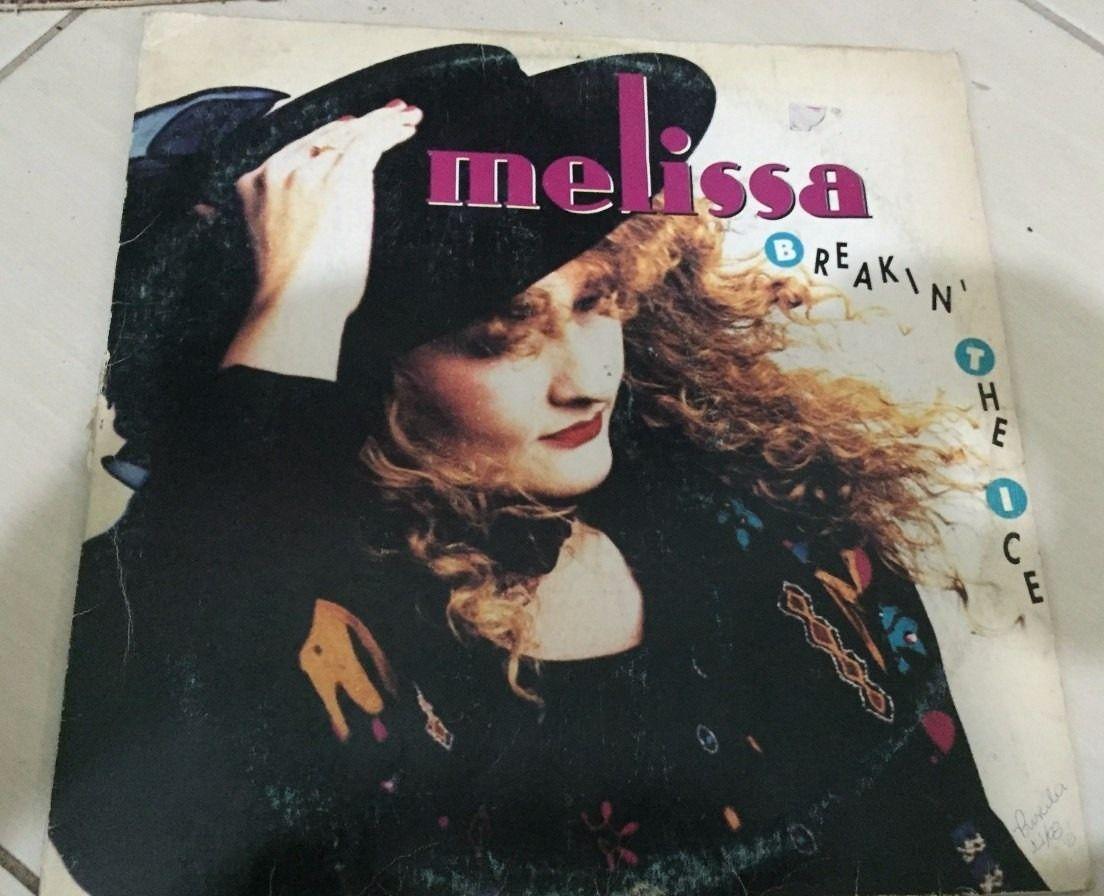 melissa
BREAKIN'
THE
ICE